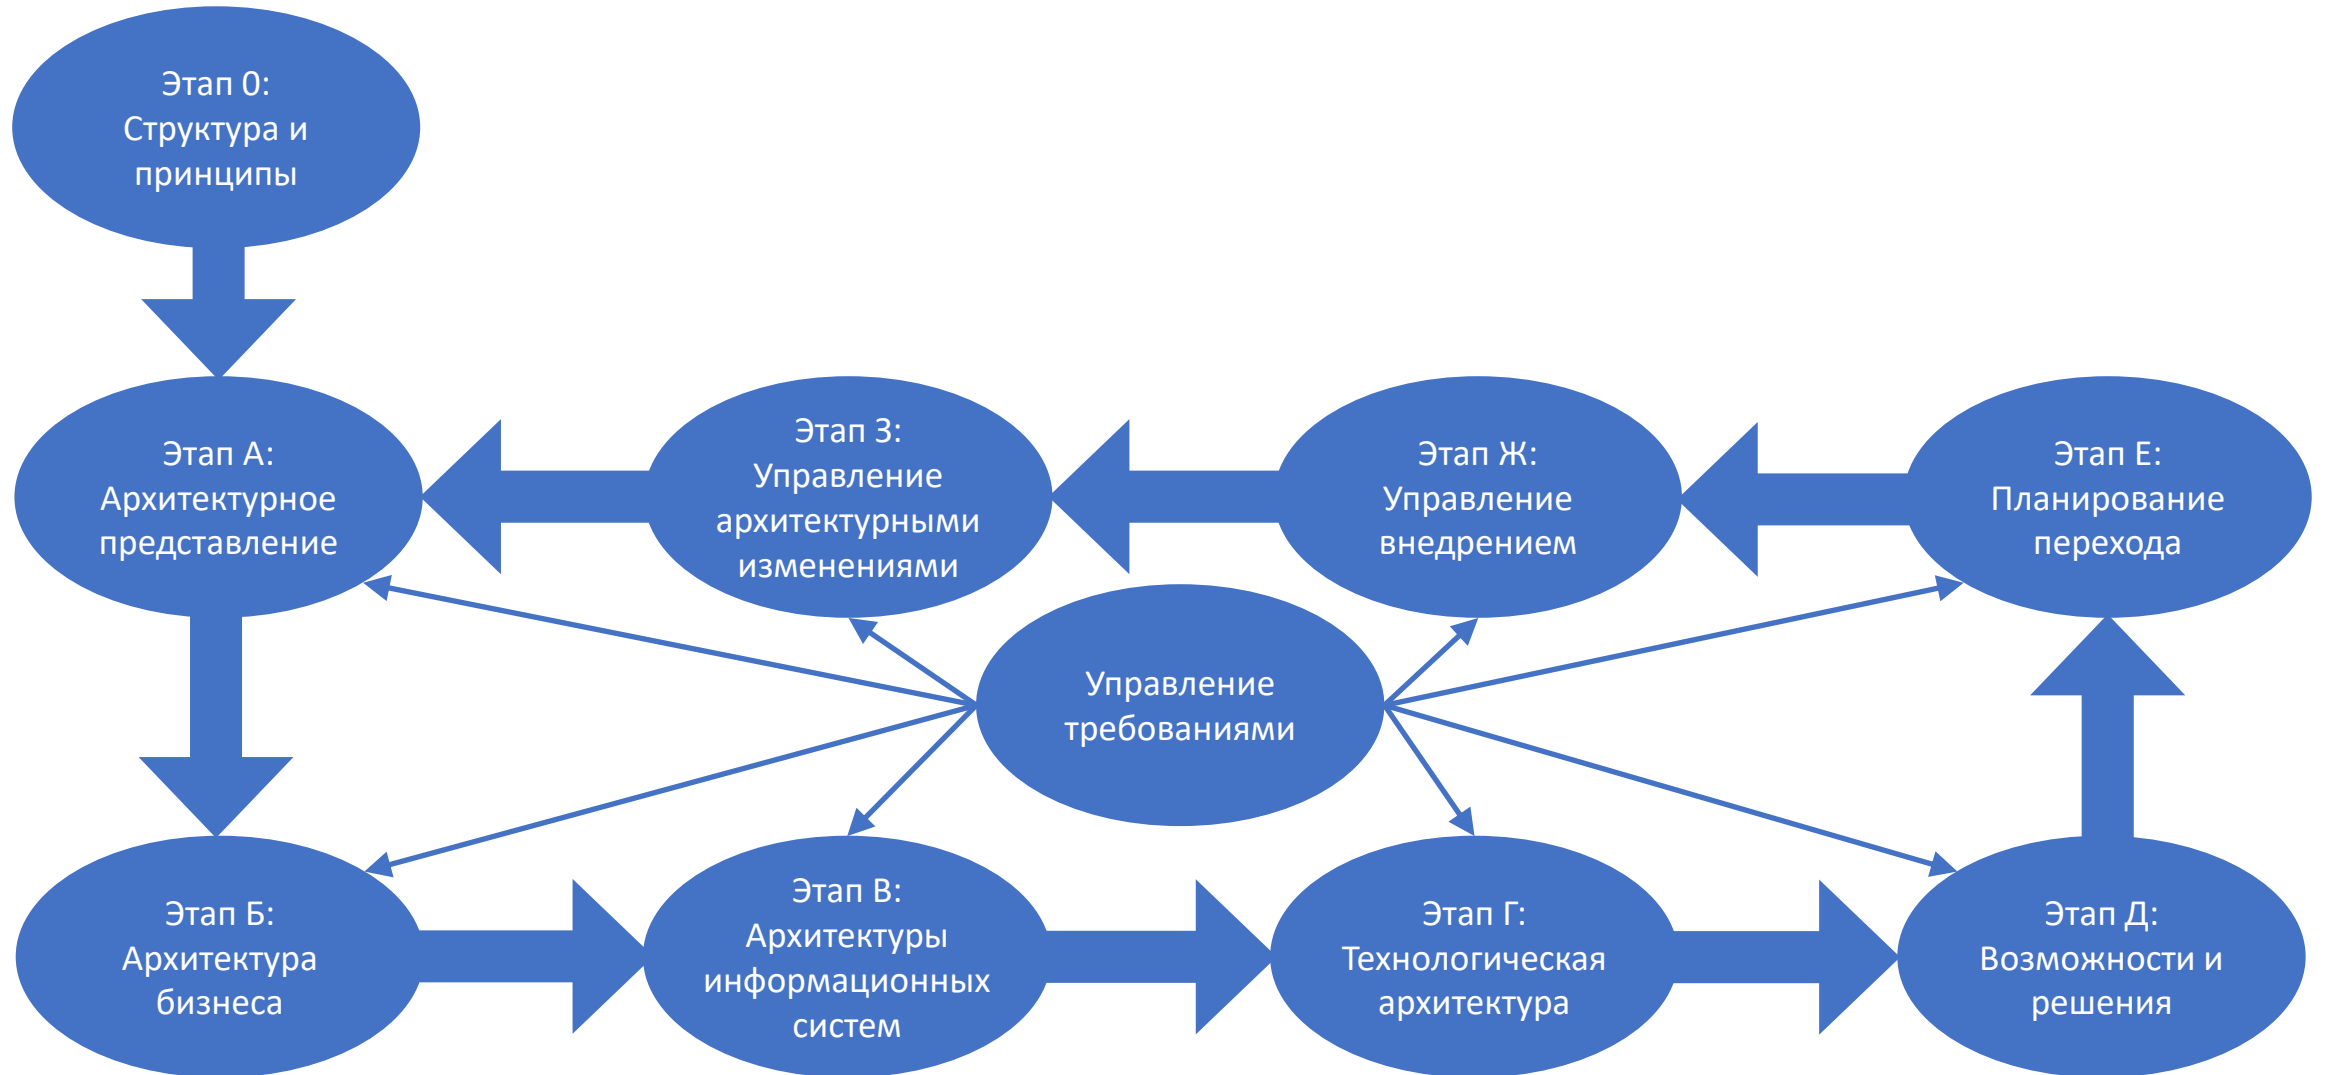 Этап 0:
Структура и
принципы
Этап А:
Архитектурное
представление
Этап З:
Управление
архитектурными
изменениями
Этап Ж:
Управление
внедрением
Этап Е:
Планирование
перехода
Управление
требованиями
Этап Б:
Архитектура
бизнеса
Этап В:
Архитектуры
информационных
систем
Этап Г:
Технологическая
архитектура
Этап Д:
Возможности и
решения